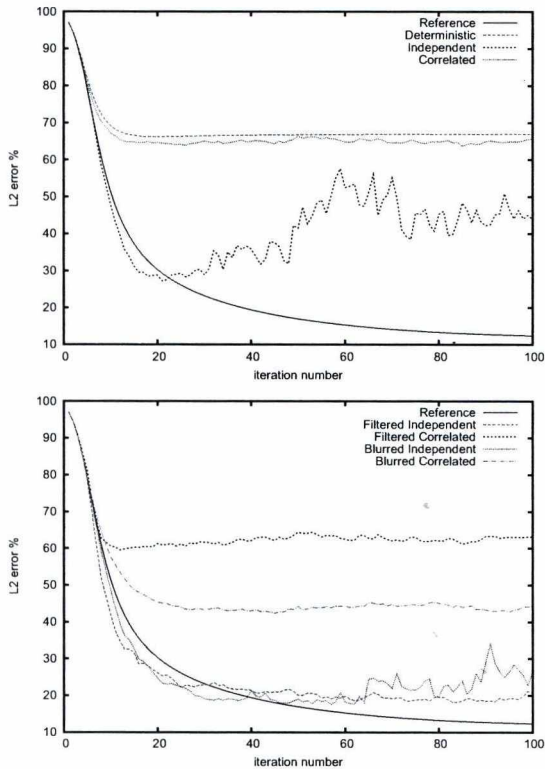 100
90
80
70
60
50
40
30
20
10
L2 error %
Reference
Deterministic
Independent
Correlated
0 20 40 60 80 100
iteration number
100
90
80
70
60
50
40
30
20
10
L2 error %
Reference
Filtered Independent
Filtered Correlated
Blurred Independent
Blurred Correlated
0 20 40 60 80 100
iteration number